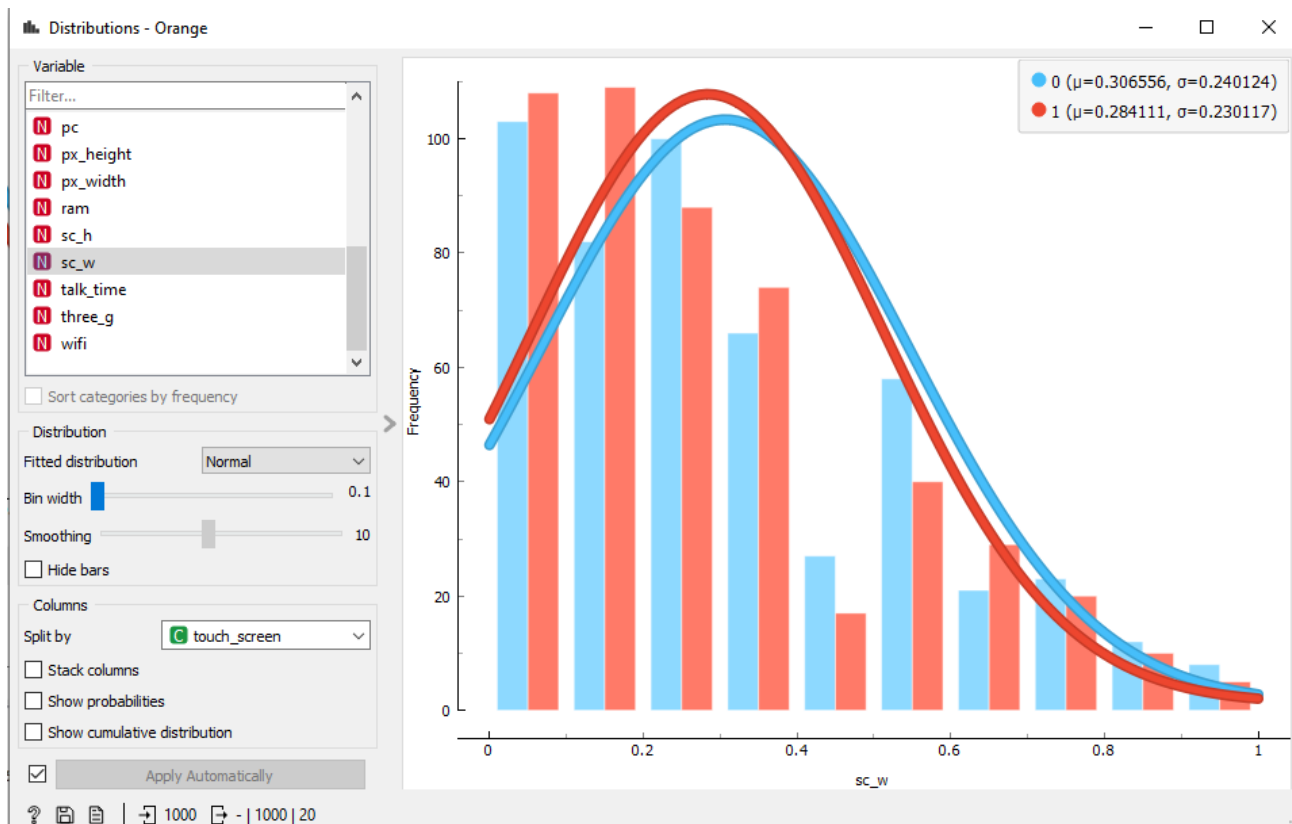 Distributions - Orange
Variable
Filter...
N pc
N px_height
N px_width
N ram
N sc_h
N sc_w
N talk_time
N three_g
N wifi
Sort categories by frequency
Distribution
Fitted distribution Normal
Bin width 0.1
Smoothing 10
Hide bars
Columns
Split by C touch_screen
Stack columns
Show probabilities
Show cumulative distribution
Apply Automatically
? 1000 - | 1000 | 20
0 (μ=0.306556, σ=0.240124)
1 (μ=0.284111, σ=0.230117)
Frequency
100
80
60
40
20
0
0 0.2 0.4 0.6 0.8 1
sc_w